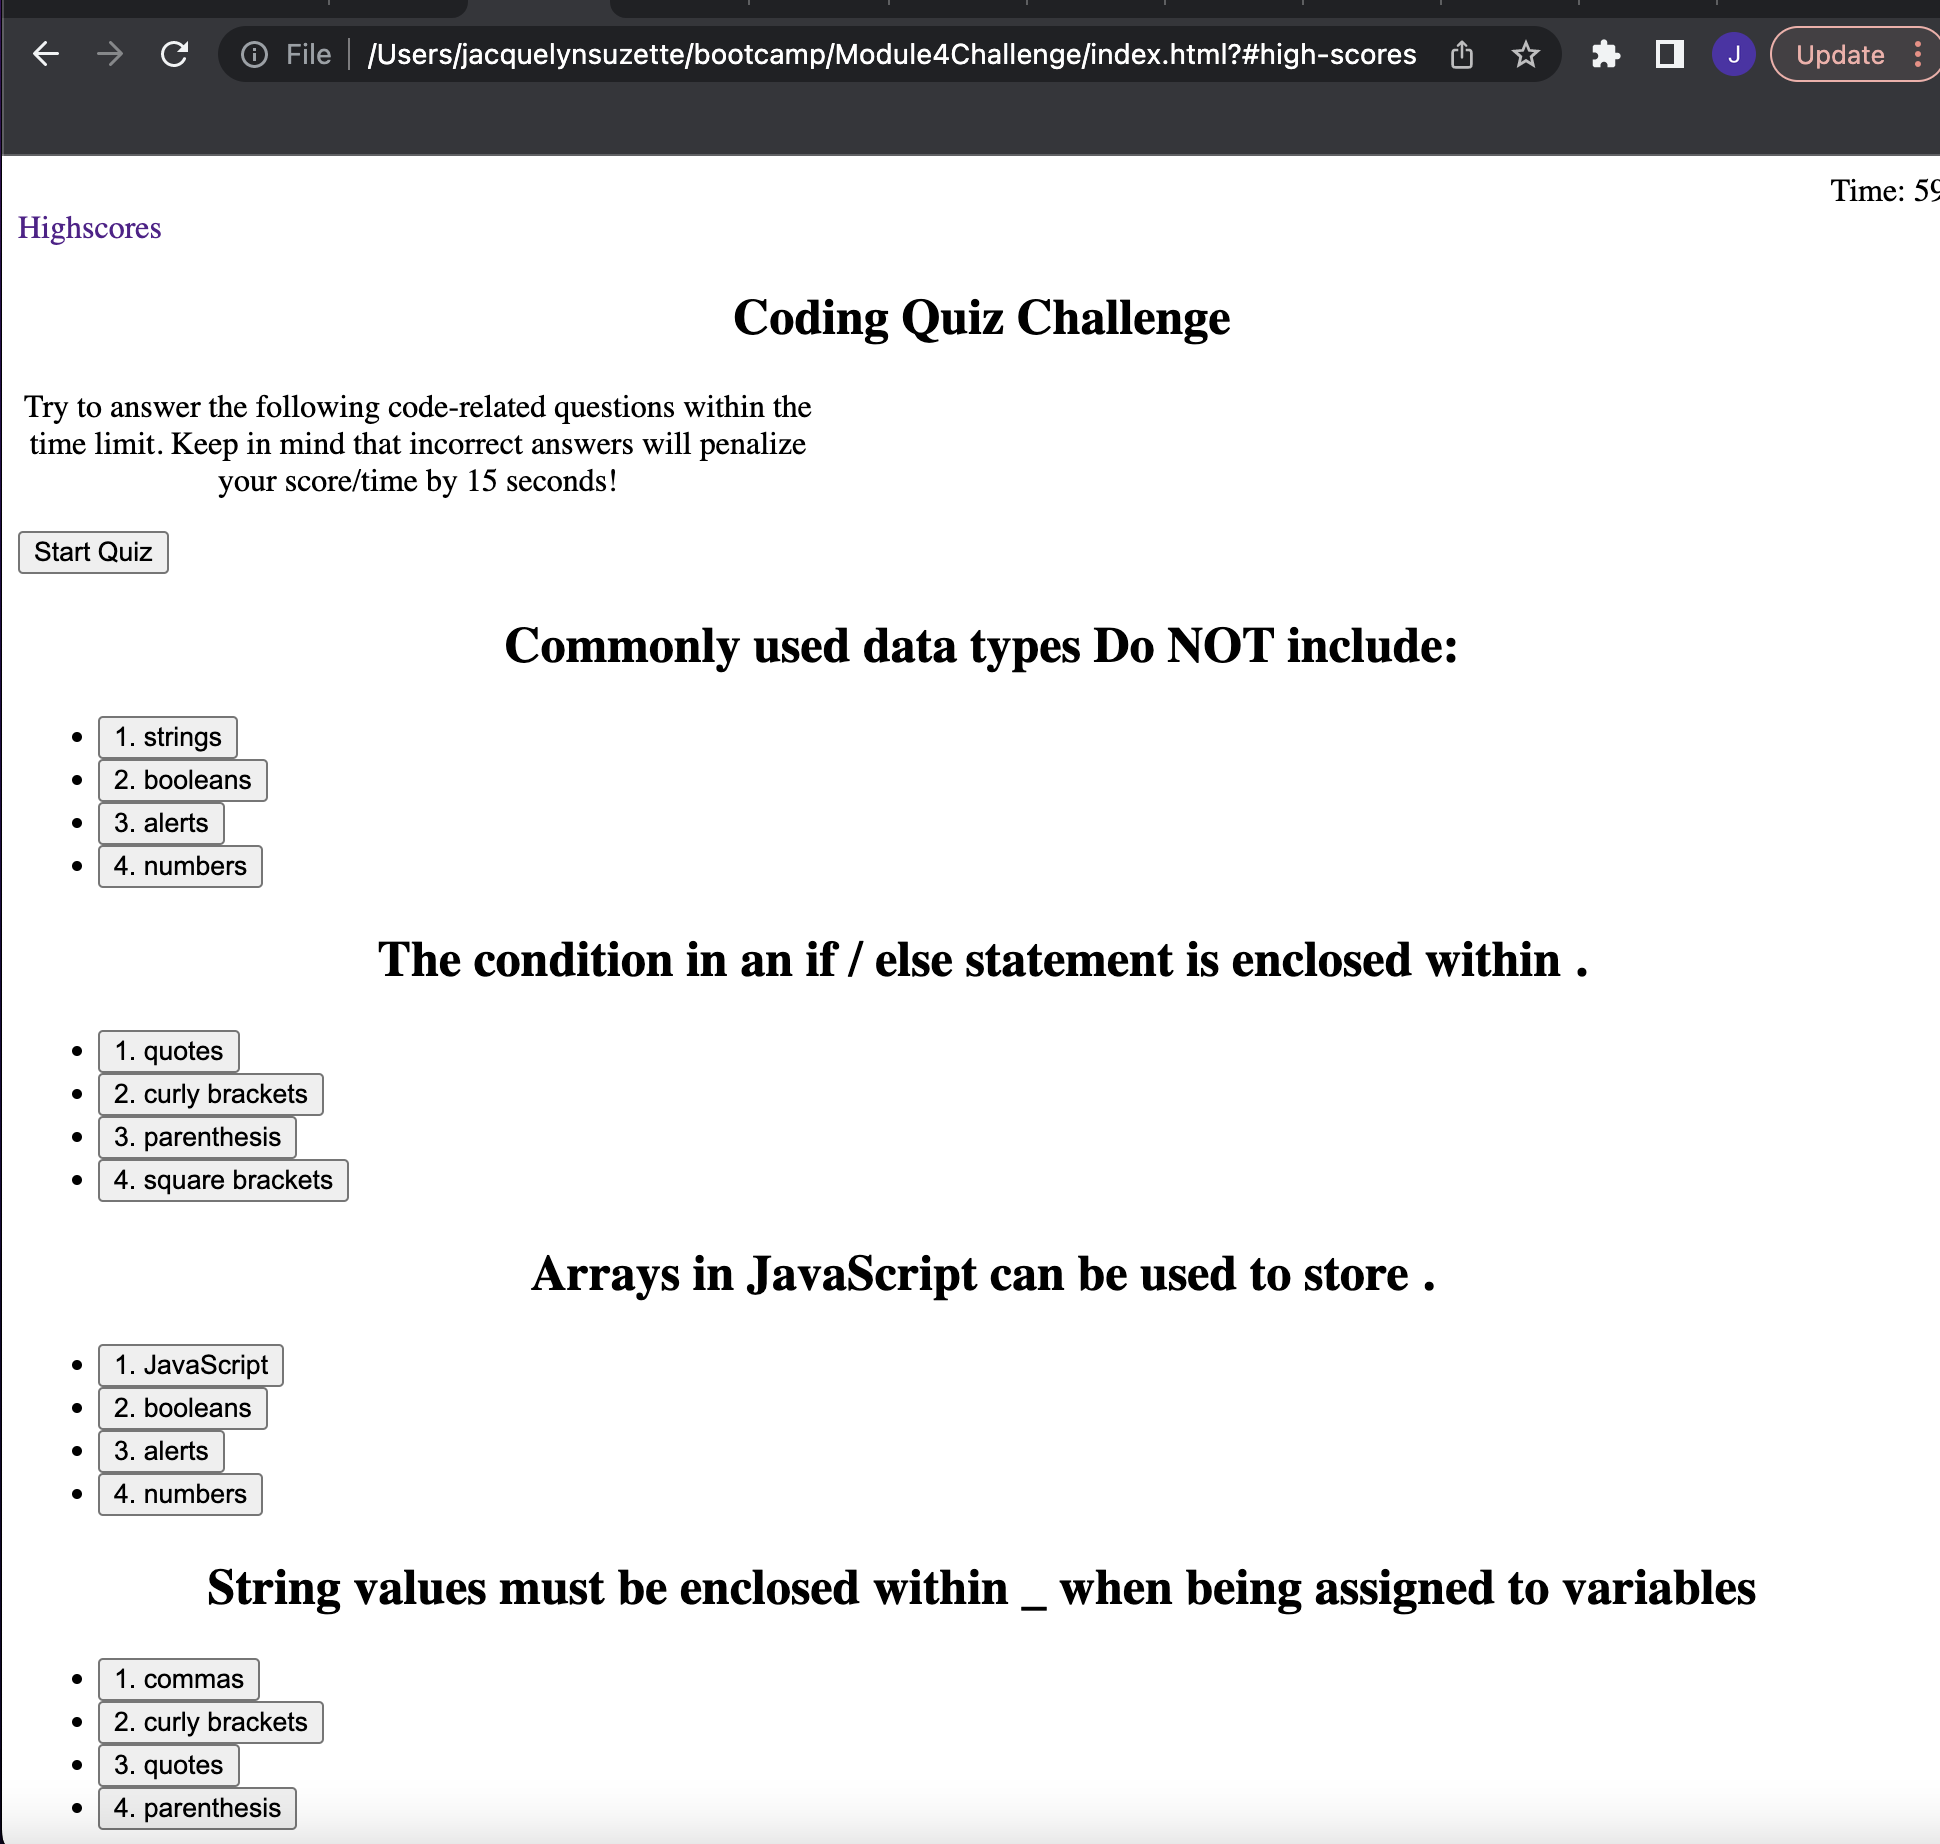 File /Users/jacquelynsuzette/bootcamp/Module4Challenge/index.html?#high-scores J Update
Time: 59
Highscores
Coding Quiz Challenge
Try to answer the following code-related questions within the
time limit. Keep in mind that incorrect answers will penalize
your score/time by 15 seconds!
Start Quiz
Commonly used data types Do NOT include:
1. strings
2. booleans
3. alerts
4. numbers
The condition in an if / else statement is enclosed within .
1. quotes
2. curly brackets
3. parenthesis
4. square brackets
Arrays in JavaScript can be used to store .
1. JavaScript
2. booleans
3. alerts
4. numbers
String values must be enclosed within _ when being assigned to variables
1. commas
2. curly brackets
3. quotes
4. parenthesis